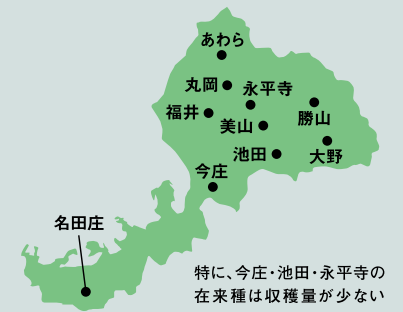 あわら
丸岡
永平寺
福井
美山
勝山
池田
大野
今庄
名田庄
特に、今庄・池田・永平寺の
在来種は収穫量が少ない